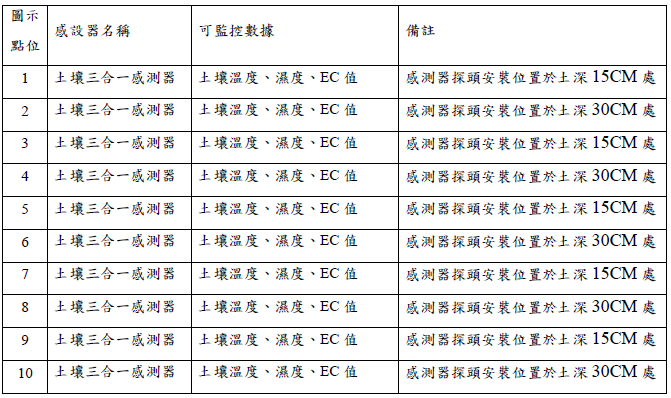 圖示點位 感設器名稱 可監控數據 備註
1 土壤三合一感測器 土壤溫度、濕度、EC 值 感測器探頭安裝位置於土深 15CM 處
2 土壤三合一感測器 土壤溫度、濕度、EC 值 感測器探頭安裝位置於土深 30CM 處
3 土壤三合一感測器 土壤溫度、濕度、EC 值 感測器探頭安裝位置於土深 15CM 處
4 土壤三合一感測器 土壤溫度、濕度、EC 值 感測器探頭安裝位置於土深 30CM 處
5 土壤三合一感測器 土壤溫度、濕度、EC 值 感測器探頭安裝位置於土深 15CM 處
6 土壤三合一感測器 土壤溫度、濕度、EC 值 感測器探頭安裝位置於土深 30CM 處
7 土壤三合一感測器 土壤溫度、濕度、EC 值 感測器探頭安裝位置於土深 15CM 處
8 土壤三合一感測器 土壤溫度、濕度、EC 值 感測器探頭安裝位置於土深 30CM 處
9 土壤三合一感測器 土壤溫度、濕度、EC 值 感測器探頭安裝位置於土深 15CM 處
10 土壤三合一感測器 土壤溫度、濕度、EC 值 感測器探頭安裝位置於土深 30CM 處